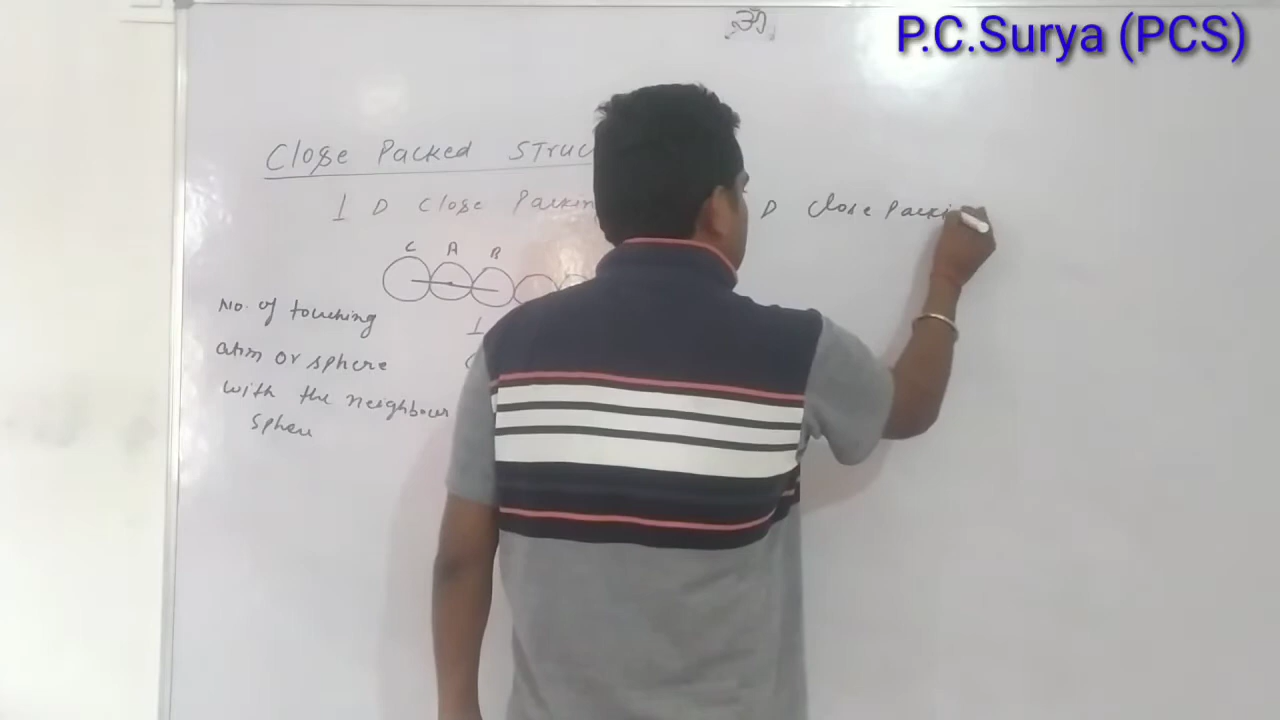 P.C.Surya (PCS)
ॐ
Close Packed Struc
1 D Close Packin
D Close Packi
C A B
No. of touching
atom or sphere
with the neighbour
Sphere
1
C